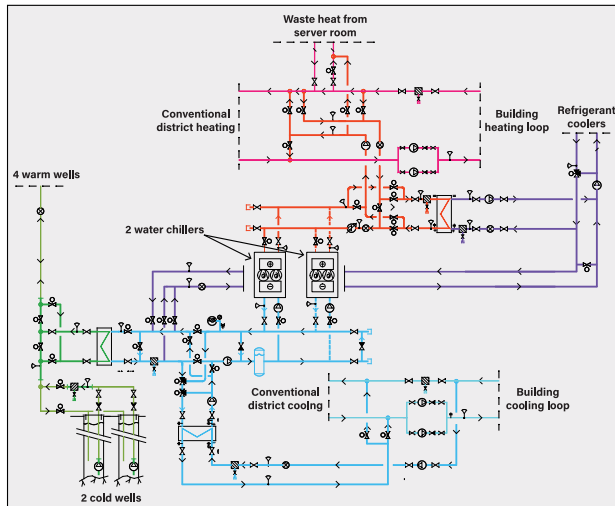 Waste heat from
server room
Conventional
district heating
Building
heating loop
Refrigerant
coolers
4 warm wells
2 water chillers
Conventional
district coolng
Building
cooling loop
2 cold wells